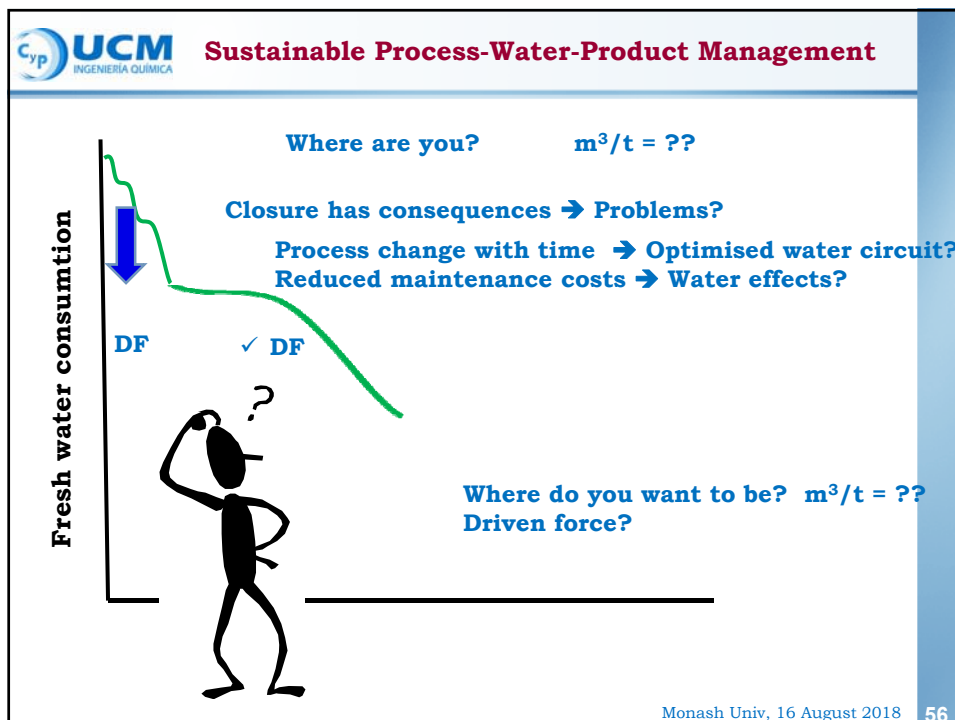 CyP UCM
INGENIERÍA QUÍMICA
Sustainable Process-Water-Product Management
Where are you? m³/t = ??
Closure has consequences ➔ Problems?
Process change with time ➔ Optimised water circuit?
Reduced maintenance costs ➔ Water effects?
Fresh water consumtion
DF
✓ DF
?
Where do you want to be? m³/t = ??
Driven force?
Monash Univ, 16 August 2018
56